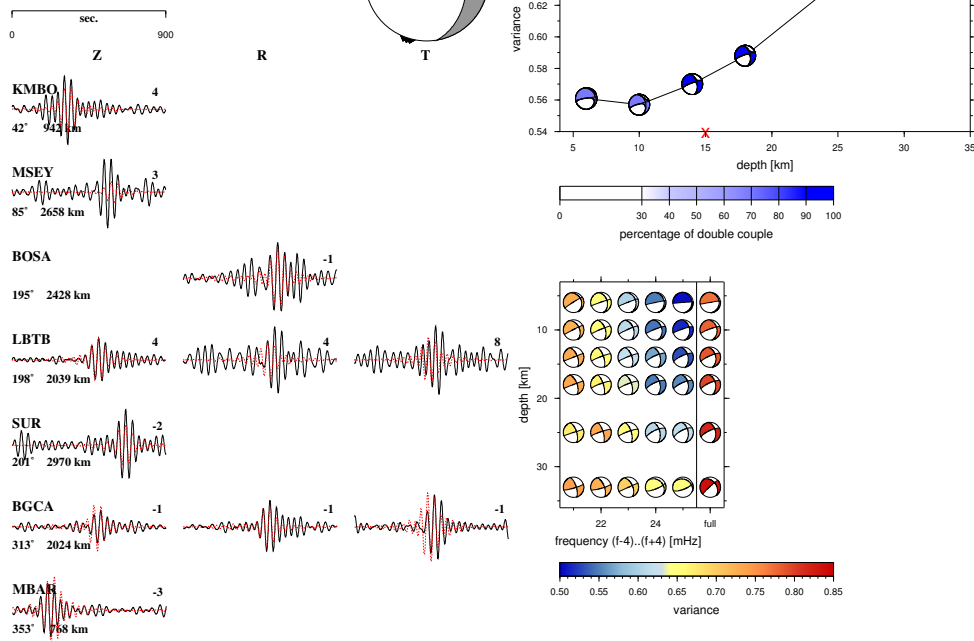 sec.
0 900
Z R T
KMBO 4
42° 942 km
MSEY 3
85° 2658 km
BOSA -1
195° 2428 km
LBTB 4 4 8
198° 2039 km
SUR -2
201° 2970 km
BGCA -1 -1 -1
313° 2024 km
MBAR -3
353° 768 km
variance
0.62
0.60
0.58
0.56
0.54
x
5 10 15 20 25 30 35
depth [km]
0 30 40 50 60 70 80 90 100
percentage of double couple
depth [km]
10
20
30
22 24 full
frequency (f-4)..(f+4) [mHz]
0.50 0.55 0.60 0.65 0.70 0.75 0.80 0.85
variance